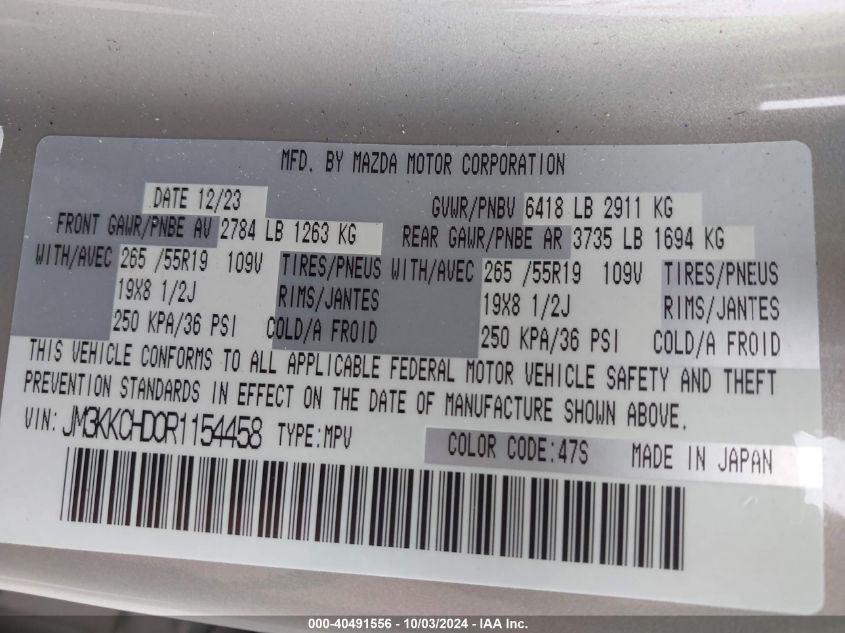 MFD. BY MAZDA MOTOR CORPORATION
DATE 12/23 GVWR/PNBV 6418 LB 2911 KG
FRONT GAWR/PNBE AV 2784 LB 1263 KG REAR GAWR/PNBE AR 3735 LB 1694 KG
WITH/AVEC 265 /55R19 109V TIRES/PNEUS WITH/AVEC 265 /55R19 109V TIRES/PNEUS
19X8 1/2J RIMS/JANTES 19X8 1/2J RIMS/JANTES
250 KPA/36 PSI COLD/A FROID 250 KPA/36 PSI COLD/A FROID
THIS VEHICLE CONFORMS TO ALL APPLICABLE FEDERAL MOTOR VEHICLE SAFETY AND THEFT
PREVENTION STANDARDS IN EFFECT ON THE DATE OF MANUFACTURE SHOWN ABOVE.
VIN: JM3KKCHD0R1154458 TYPE:MPV COLOR CODE:47S MADE IN JAPAN
000-40491556 - 10/03/2024 - IAA Inc.